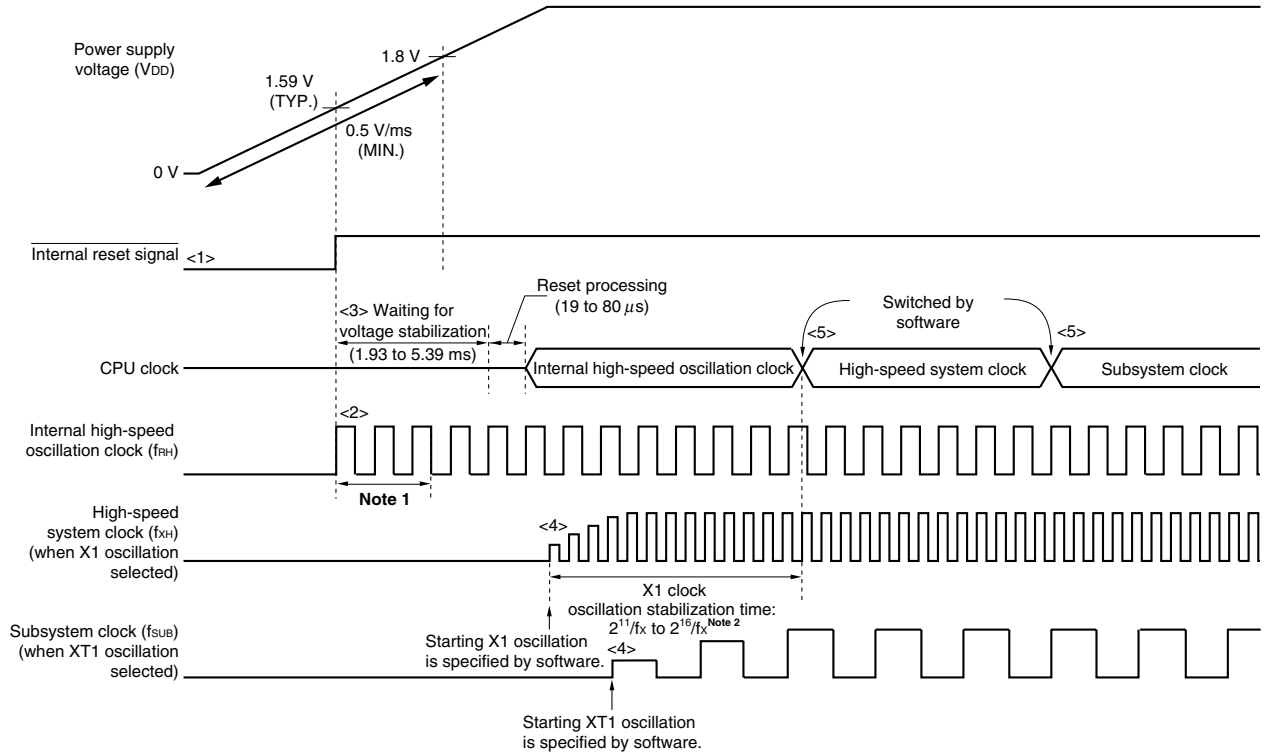 Power supply
voltage (VDD)
1.8 V
1.59 V
(TYP.)
0.5 V/ms
(MIN.)
0 V
Internal reset signal
<1>
Reset processing
(19 to 80 μs)
<3> Waiting for
voltage stabilization
(1.93 to 5.39 ms)
Switched by
software
<5>
<5>
CPU clock
Internal high-speed oscillation clock
High-speed system clock
Subsystem clock
<2>
Internal high-speed
oscillation clock (fRH)
Note 1
High-speed
system clock (fXH)
(when X1 oscillation
selected)
<4>
X1 clock
oscillation stabilization time:
2^11/fX to 2^16/fX^Note 2
Starting X1 oscillation
is specified by software.
Subsystem clock (fSUB)
(when XT1 oscillation
selected)
<4>
Starting XT1 oscillation
is specified by software.